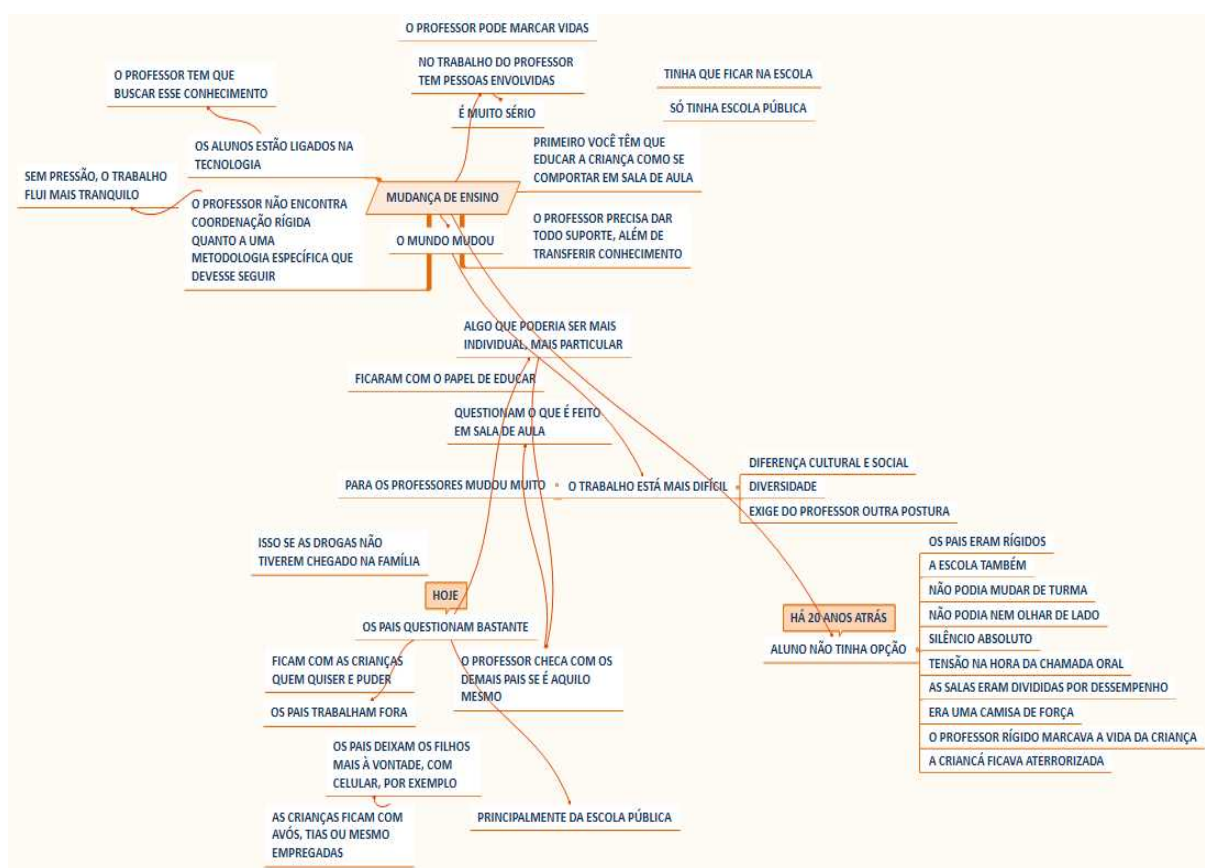 O PROFESSOR PODE MARCAR VIDAS
NO TRABALHO DO PROFESSOR
TEM PESSOAS ENVOLVIDAS
É MUITO SÉRIO
TINHA QUE FICAR NA ESCOLA
SÓ TINHA ESCOLA PÚBLICA
O PROFESSOR TEM QUE
BUSCAR ESSE CONHECIMENTO
OS ALUNOS ESTÃO LIGADOS NA
TECNOLOGIA
SEM PRESSÃO, O TRABALHO
FLUI MAIS TRANQUILO
O PROFESSOR NÃO ENCONTRA
COORDENAÇÃO RÍGIDA
QUANTO A UMA
METODOLOGIA ESPECÍFICA QUE
DEVESSE SEGUIR
MUDANÇA DE ENSINO
PRIMEIRO VOCÊ TÊM QUE
EDUCAR A CRIANÇA COMO SE
COMPORTAR EM SALA DE AULA
O MUNDO MUDOU
O PROFESSOR PRECISA DAR
TODO SUPORTE, ALÉM DE
TRANSFERIR CONHECIMENTO
ALGO QUE PODERIA SER MAIS
INDIVIDUAL, MAIS PARTICULAR
FICARAM COM O PAPEL DE EDUCAR
QUESTIONAM O QUE É FEITO
EM SALA DE AULA
PARA OS PROFESSORES MUDOU MUITO
O TRABALHO ESTÁ MAIS DIFÍCIL
DIFERENÇA CULTURAL E SOCIAL
DIVERSIDADE
EXIGE DO PROFESSOR OUTRA POSTURA
ISSO SE AS DROGAS NÃO
TIVEREM CHEGADO NA FAMÍLIA
HOJE
OS PAIS QUESTIONAM BASTANTE
FICAM COM AS CRIANÇAS
QUEM QUISER E PUDER
OS PAIS TRABALHAM FORA
O PROFESSOR CHECA COM OS
DEMAIS PAIS SE É AQUILO
MESMO
OS PAIS DEIXAM OS FILHOS
MAIS À VONTADE, COM
CELULAR, POR EXEMPLO
AS CRIANÇAS FICAM COM
AVÓS, TIAS OU MESMO
EMPREGADAS
PRINCIPALMENTE DA ESCOLA PÚBLICA
HÁ 20 ANOS ATRÁS
ALUNO NÃO TINHA OPÇÃO
OS PAIS ERAM RÍGIDOS
A ESCOLA TAMBÉM
NÃO PODIA MUDAR DE TURMA
NÃO PODIA NEM OLHAR DE LADO
SILÊNCIO ABSOLUTO
TENSÃO NA HORA DA CHAMADA ORAL
AS SALAS ERAM DIVIDIDAS POR DESSEMPENHO
ERA UMA CAMISA DE FORÇA
O PROFESSOR RÍGIDO MARCAVA A VIDA DA CRIANÇA
A CRIANCÁ FICAVA ATERRORIZADA